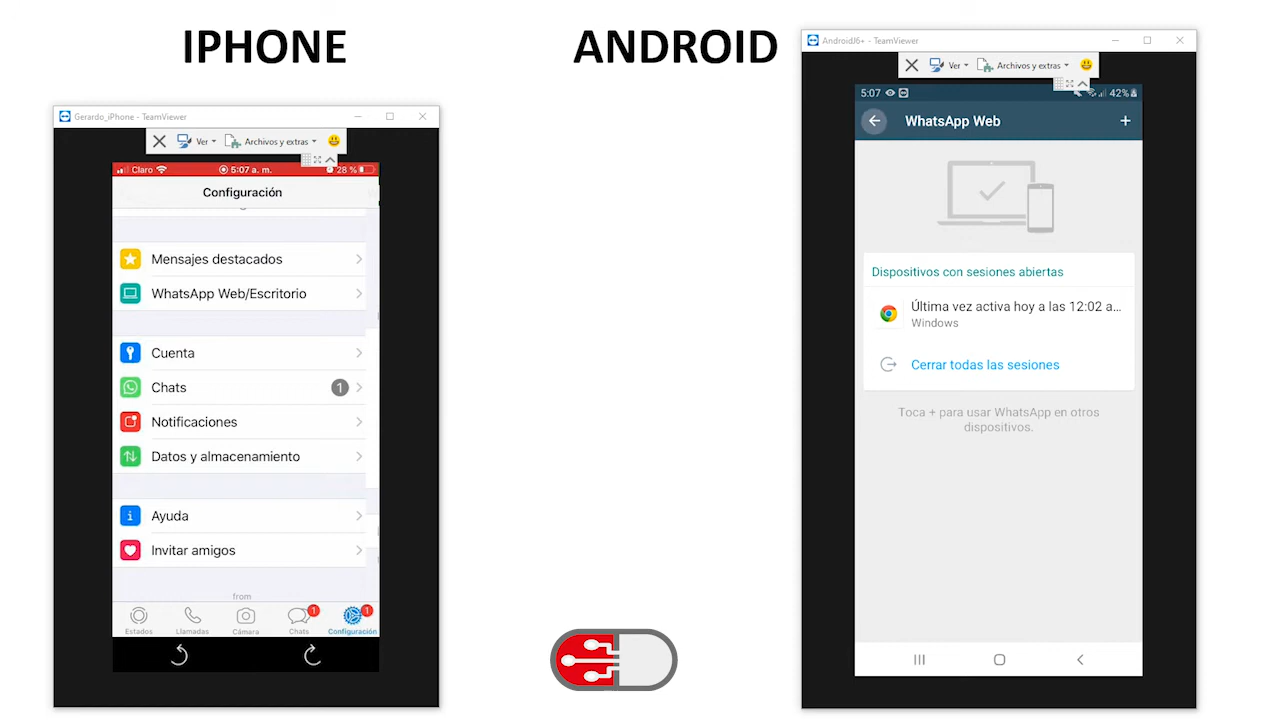 IPHONE
ANDROID
Gerardo_iPhone - TeamViewer
Ver
Archivos y extras
Claro
5:07 a. m.
28 %
Configuración
Mensajes destacados
WhatsApp Web/Escritorio
Cuenta
Chats
1
Notificaciones
Datos y almacenamiento
Ayuda
Invitar amigos
from
1
1
Estados
Llamadas
Cámara
Chats
Configuración
AndroidJ6+ - TeamViewer
Ver
Archivos y extras
5:07
42%
WhatsApp Web
Dispositivos con sesiones abiertas
Última vez activa hoy a las 12:02 a...
Windows
Cerrar todas las sesiones
Toca + para usar WhatsApp en otros
dispositivos.